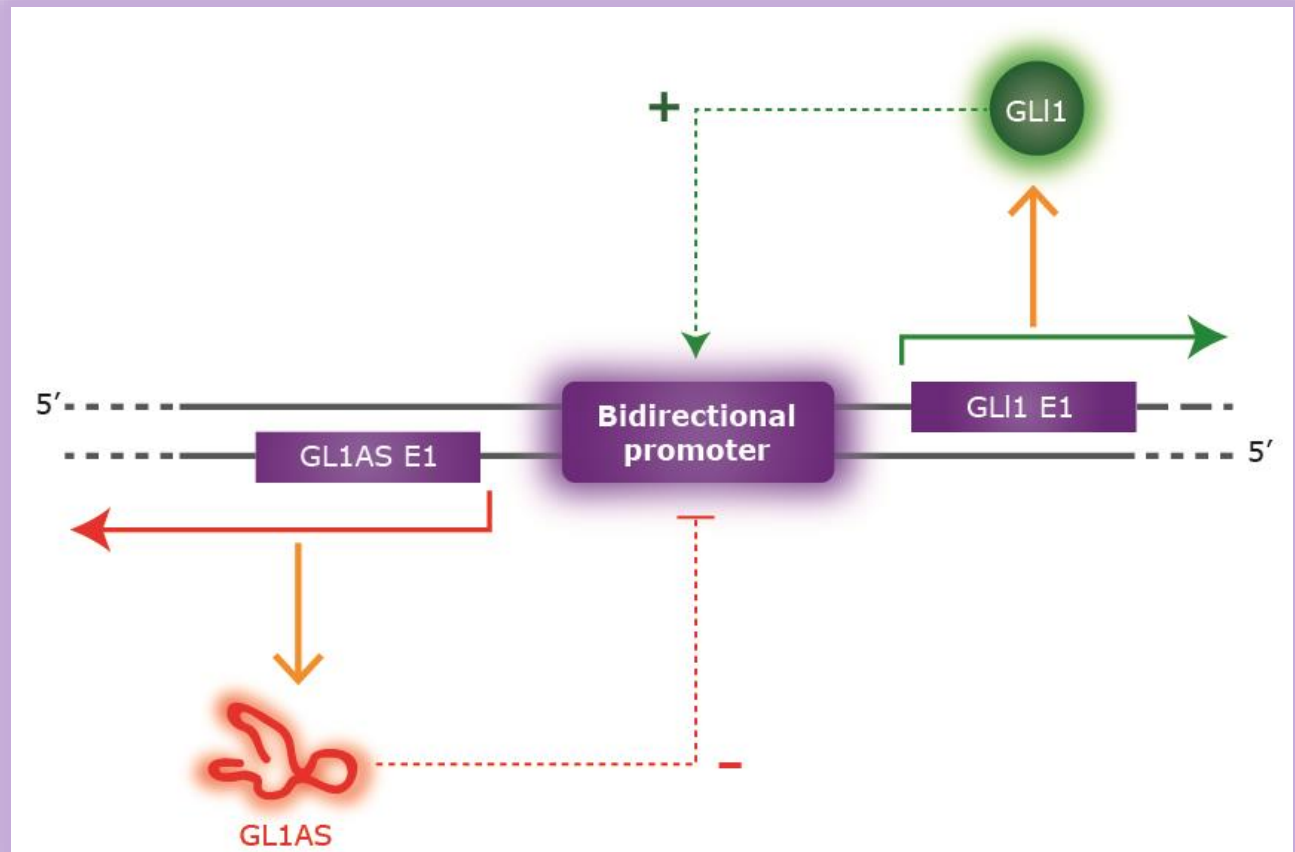 +
GLI1
5′
Bidirectional
promoter
GLI1 E1
GL1AS E1
5′
-
GL1AS